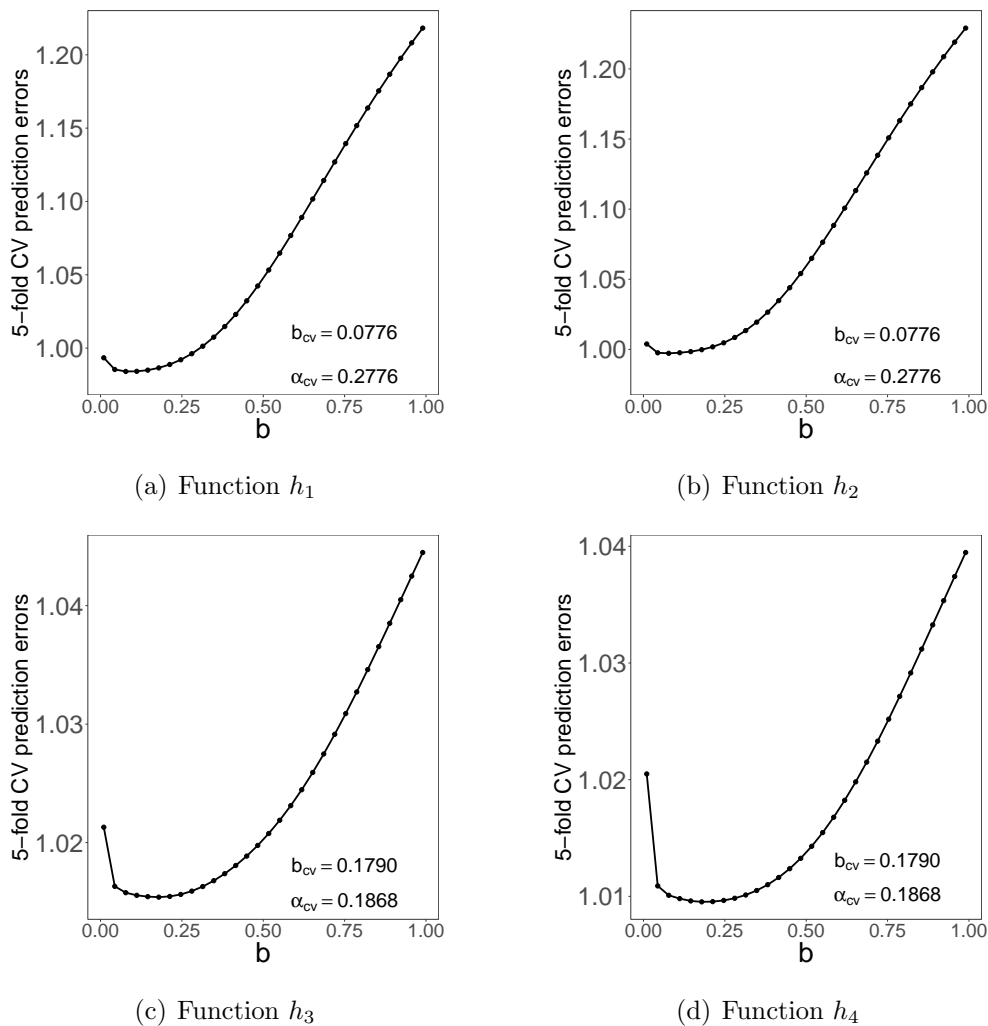 5−fold CV prediction errors
1.20
1.15
1.10
1.05
1.00
b_cv = 0.0776
α_cv = 0.2776
0.00 0.25 0.50 0.75 1.00
b
(a) Function h_1
5−fold CV prediction errors
1.20
1.15
1.10
1.05
1.00
b_cv = 0.0776
α_cv = 0.2776
0.00 0.25 0.50 0.75 1.00
b
(b) Function h_2
5−fold CV prediction errors
1.04
1.03
1.02
b_cv = 0.1790
α_cv = 0.1868
0.00 0.25 0.50 0.75 1.00
b
(c) Function h_3
5−fold CV prediction errors
1.04
1.03
1.02
1.01
b_cv = 0.1790
α_cv = 0.1868
0.00 0.25 0.50 0.75 1.00
b
(d) Function h_4